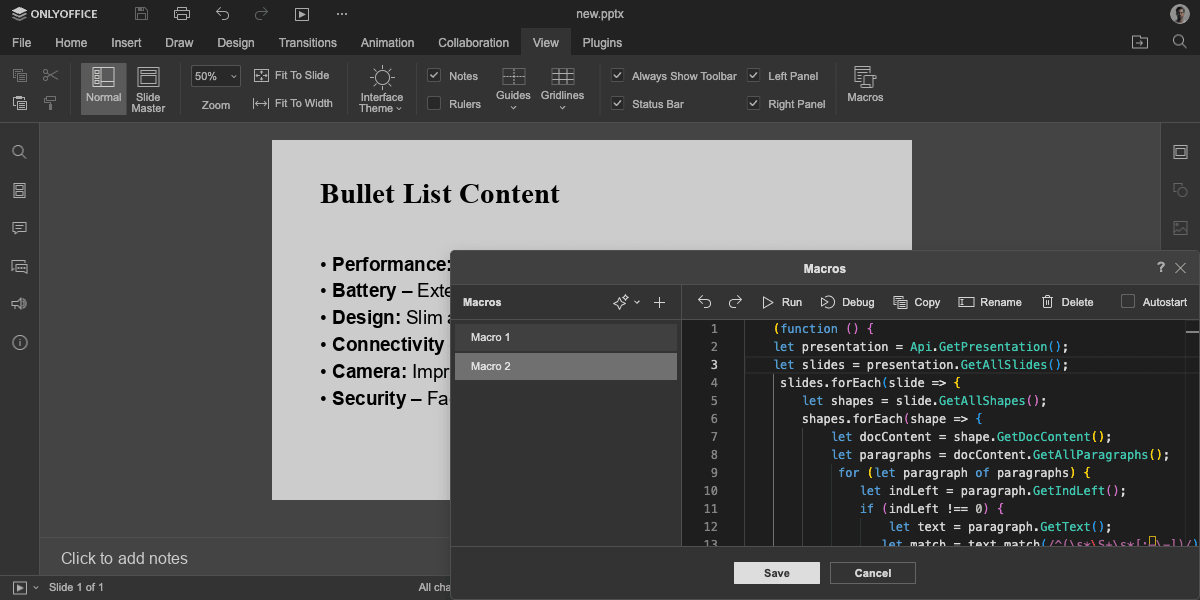 ONLYOFFICE
new.pptx
File Home Insert Draw Design Transitions Animation Collaboration View Plugins
Normal
Slide Master
50%
Zoom
Fit To Slide
Fit To Width
Interface Theme
Notes
Rulers
Guides
Gridlines
Always Show Toolbar
Status Bar
Left Panel
Right Panel
Macros
Bullet List Content
• Performance:
• Battery –
• Design: Slim
• Connectivity
• Camera:
• Security –
Macros
?
Macros
Run Debug Copy Rename Delete Autostart
Macro 1
Macro 2
1 (function () {
2 let presentation = Api.GetPresentation();
3 let slides = presentation.GetAllSlides();
4 slides.forEach(slide => {
5 let shapes = slide.GetAllShapes();
6 shapes.forEach(shape => {
7 let docContent = shape.GetDocContent();
8 let paragraphs = docContent.GetAllParagraphs();
9 for (let paragraph of paragraphs) {
10 let indLeft = paragraph.GetIndLeft();
11 if (indLeft !== 0) {
12 let text = paragraph.GetText();
13 let match = text.match
Save
Cancel
Click to add notes
Slide 1 of 1
All